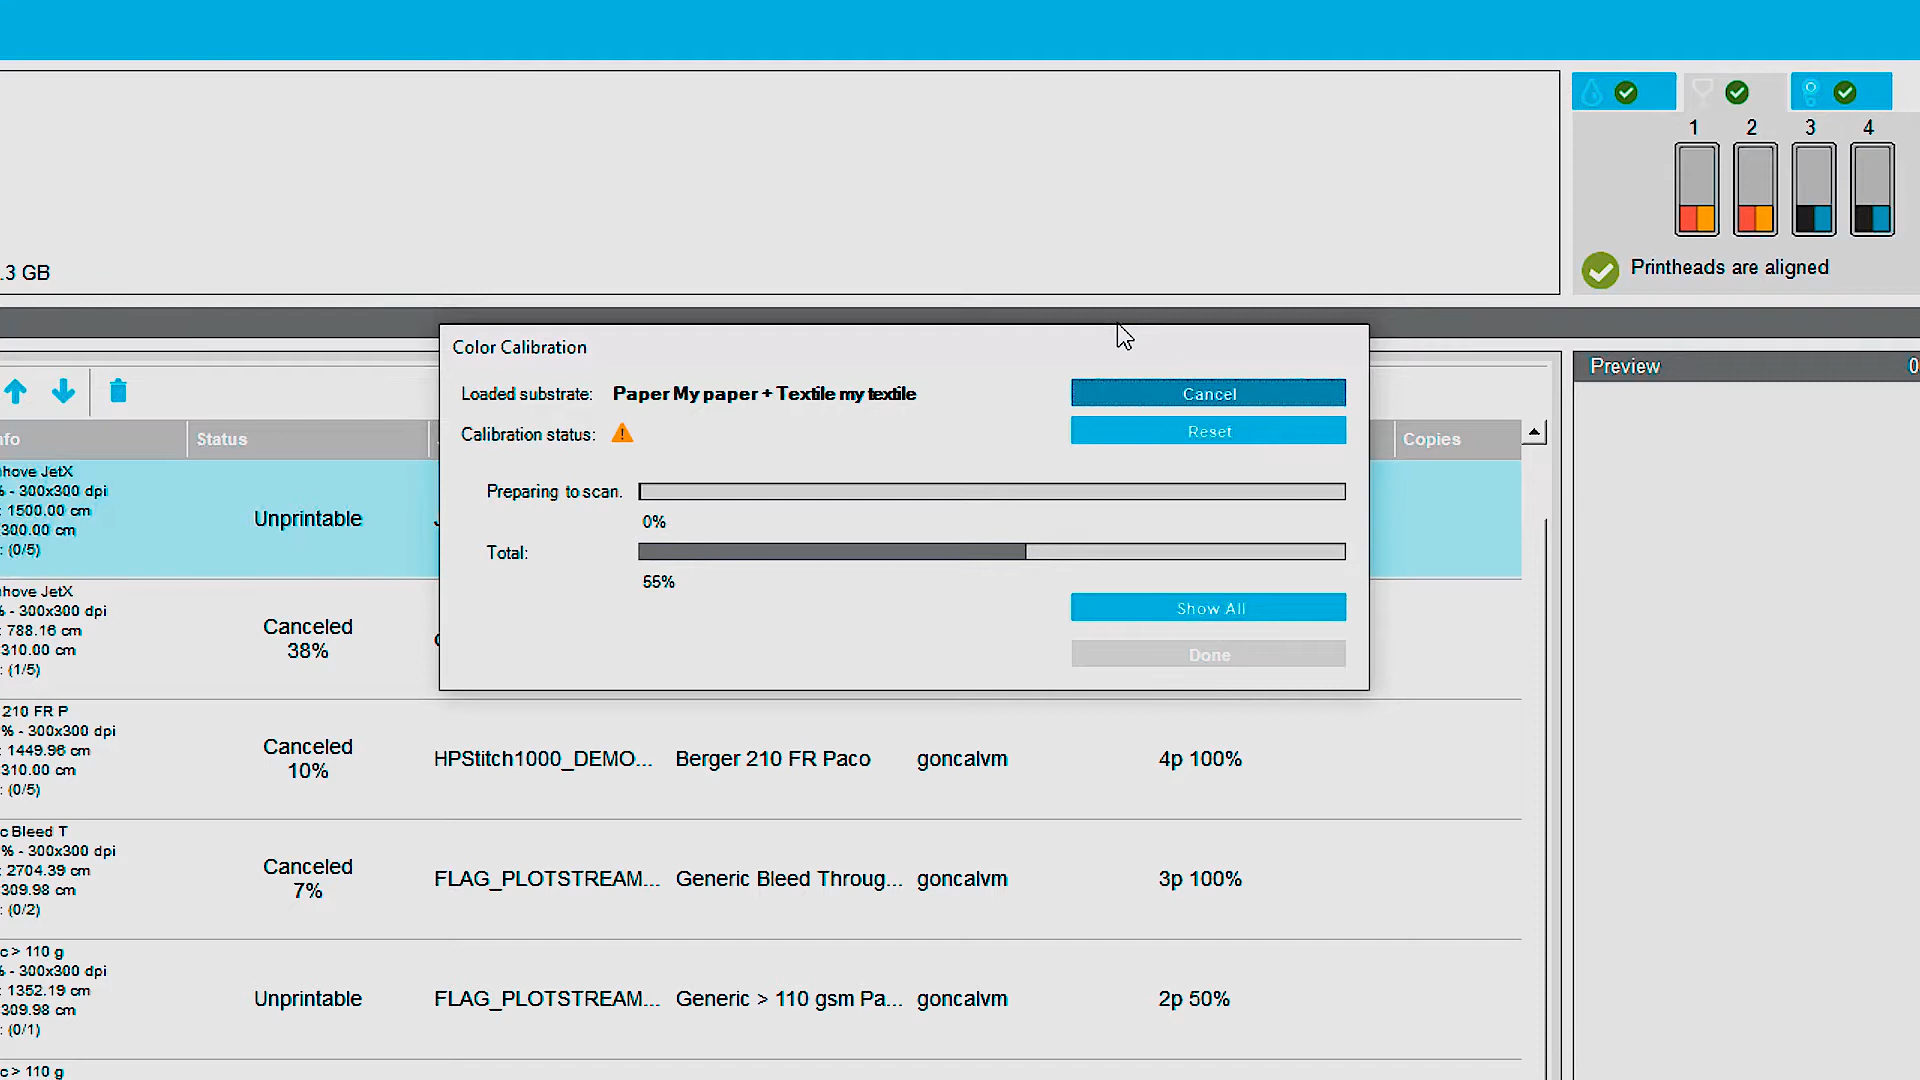 1 2 3 4
.3 GB
Printheads are aligned
Color Calibration
Loaded substrate: Paper My paper + Textile my textile
Cancel
Calibration status:
Reset
Preparing to scan.
0%
Total:
55%
Show All
Done
Preview 0
nfo Status Copies
hove JetX
% - 300x300 dpi
: 1500.00 cm
300.00 cm
: (0/5)
Unprintable
hove JetX
% - 300x300 dpi
: 788.16 cm
310.00 cm
: (1/5)
Canceled
38%
210 FR P
% - 300x300 dpi
: 1449.96 cm
310.00 cm
: (0/5)
Canceled
10%
HPStitch1000_DEMO... Berger 210 FR Paco goncalvm 4p 100%
c Bleed T
% - 300x300 dpi
: 2704.39 cm
309.98 cm
: (0/2)
Canceled
7%
FLAG_PLOTSTREAM... Generic Bleed Throug... goncalvm 3p 100%
c > 110 g
% - 300x300 dpi
: 1352.19 cm
309.98 cm
: (0/1)
Unprintable FLAG_PLOTSTREAM... Generic > 110 gsm Pa... goncalvm 2p 50%
c > 110 g